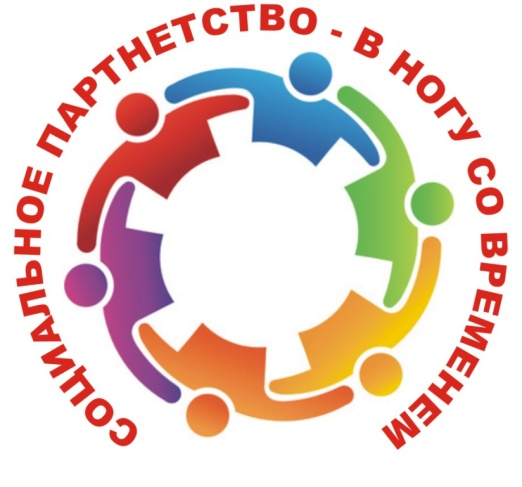 СОЦИАЛЬНОЕ ПАРТНЕТСТВО - В НОГУ СО ВРЕМЕНЕМ